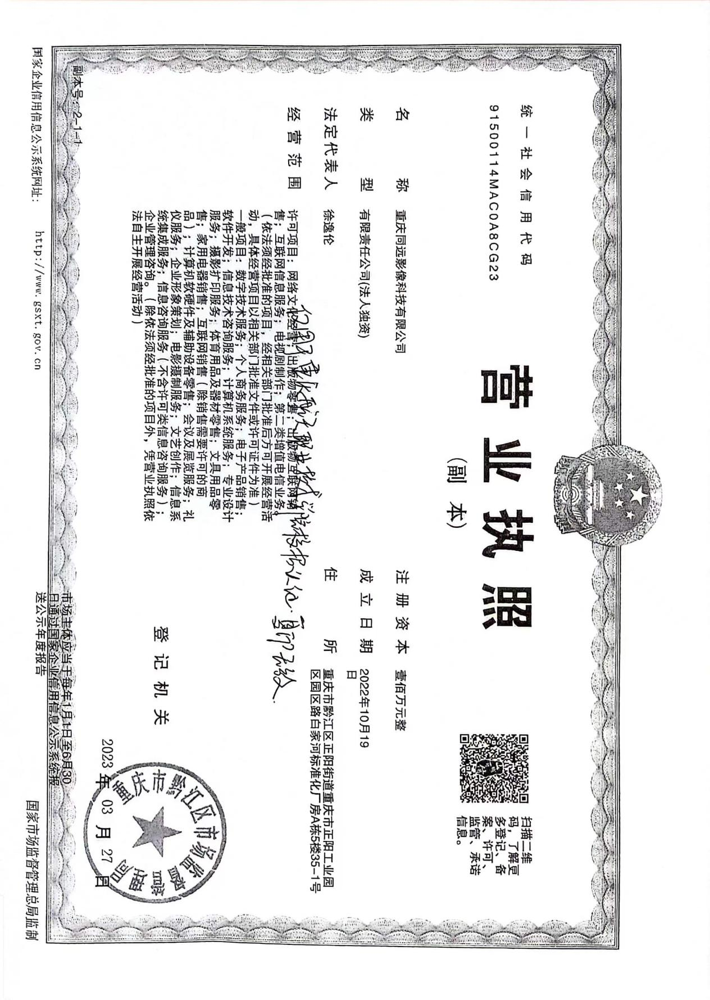 统一社会信用代码
91500114MAC0A8CG23
营业执照
(副本)
扫描二维
码,了解更
多登记、备
案、许可、
监管、承诺
信息。
名称 重庆同远影像科技有限公司
类型 有限责任公司(法人独资)
法定代表人 徐逸伦
经营范围
许可项目:网络文化经营;出版物零售;出版物互联网销
售;互联网信息服务;电视剧制作;第二类增值电信业务。
(依法须经批准的项目,经相关部门批准后方可开展经营活
动,具体经营项目以相关部门批准文件或许可证件为准)
一般项目:数字技术服务;个人商务服务;电子产品销售;
软件开发;信息技术咨询服务;计算机系统服务;专业设计
服务;摄影扩印服务;体育用品及器材零售;文具用品零
售;家用电器销售;互联网销售(除销售需要许可的商
品);计算机软硬件及辅助设备零售;会议及展览服务;礼
仪服务;企业形象策划;电影摄制服务;文艺创作;信息系
统集成服务;信息咨询服务(不含许可类信息咨询服务);
企业管理咨询。(除依法须经批准的项目外,凭营业执照依
法自主开展经营活动)
注册资本 壹佰万元整
成立日期 2022年10月19
日
住所 重庆市黔江区正阳街道重庆市正阳工业园
区园区路白家河标准化厂房A栋5楼35-1号
职业技术学院
登记机关
重庆市黔江区市场监督管理局
2023年03月27日
副本号:2-1-1
国家企业信用信息公示系统网址: http://www.gsxt.gov.cn
市场主体应当于每年1月1日至6月30
日通过国家企业信用信息公示系统报
送公示年度报告
国家市场监督管理总局监制